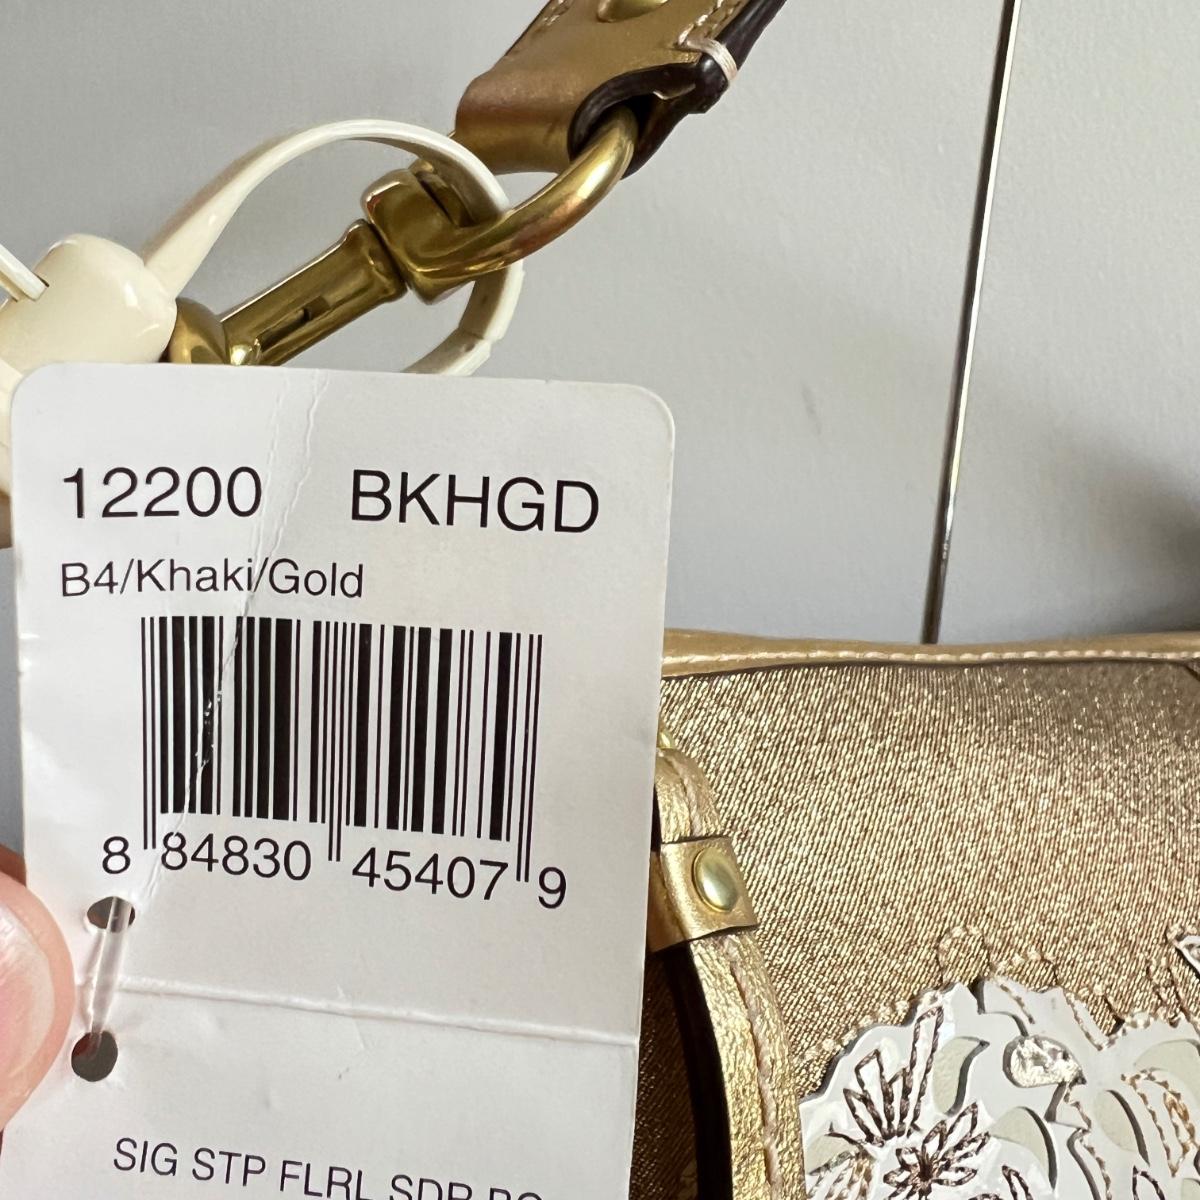 12200 BKHGD
B4/Khaki/Gold
8 84830 45407 9
SIG STP FLRL SDR